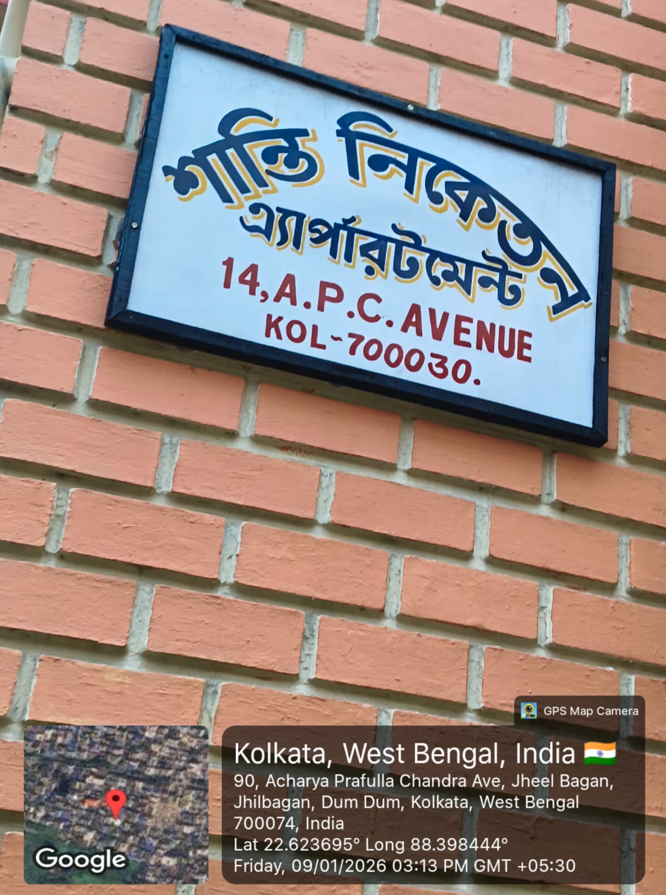 শান্তি নিকেতন
এ্যাপার্টমেন্ট
14, A.P.C. AVENUE
KOL-700030.
GPS Map Camera
Kolkata, West Bengal, India 🇮🇳
90, Acharya Prafulla Chandra Ave, Jheel Bagan,
Jhilbagan, Dum Dum, Kolkata, West Bengal
700074, India
Lat 22.623695° Long 88.398444°
Friday, 09/01/2026 03:13 PM GMT +05:30
Google